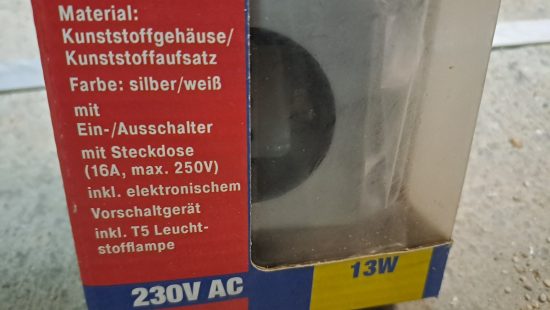 Material:
Kunststoffgehäuse/
Kunststoffaufsatz
Farbe: silber/weiß
mit
Ein-/Ausschalter
mit Steckdose
(16A, max. 250V)
inkl. elektronischem
Vorschaltgerät
inkl. T5 Leucht-
stofflampe
230V AC
13W